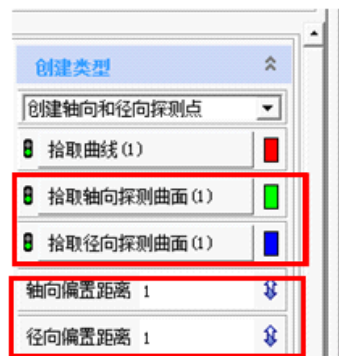 创建类型
创建轴向和径向探测点
拾取曲线(1)
拾取轴向探测曲面(1)
拾取径向探测曲面(1)
轴向偏置距离 1
径向偏置距离 1